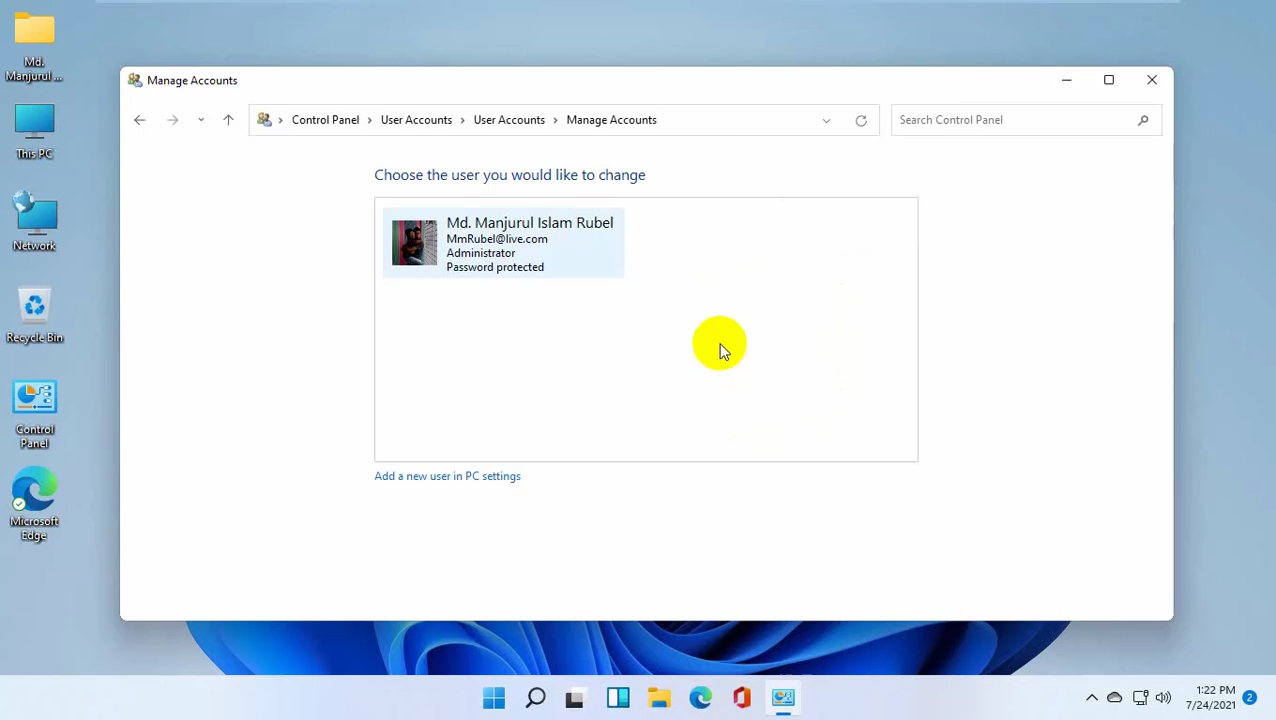 Md.
Manjurul ...
This PC
Network
Recycle Bin
Control
Panel
Microsoft
Edge
Manage Accounts
Control Panel
User Accounts
User Accounts
Manage Accounts
Search Control Panel
Choose the user you would like to change
Md. Manjurul Islam Rubel
MmRubel@live.com
Administrator
Password protected
Add a new user in PC settings
1:22 PM
7/24/2021
2